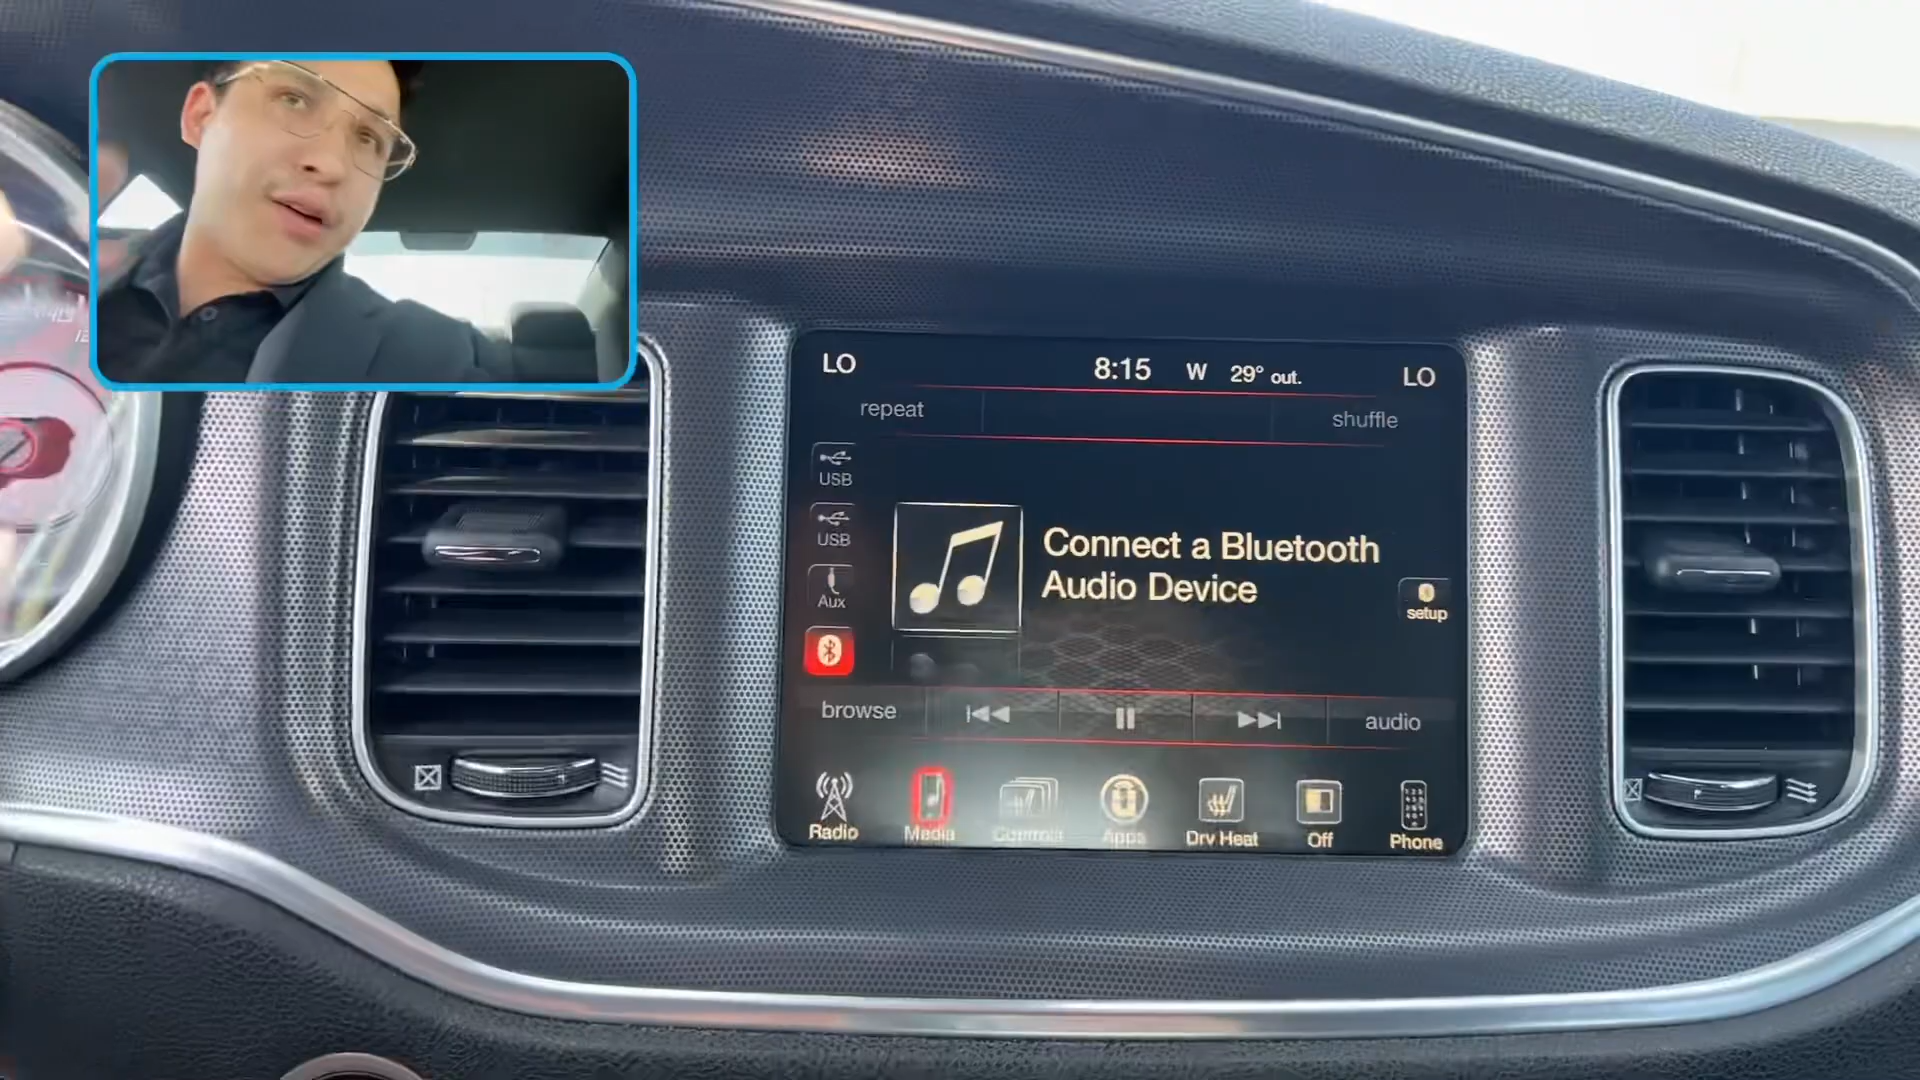 LO 8:15 W 29° out. LO
repeat shuffle
USB
USB
Aux
Connect a Bluetooth
Audio Device
setup
browse audio
Radio Media Controls Apps Drv Heat Off Phone